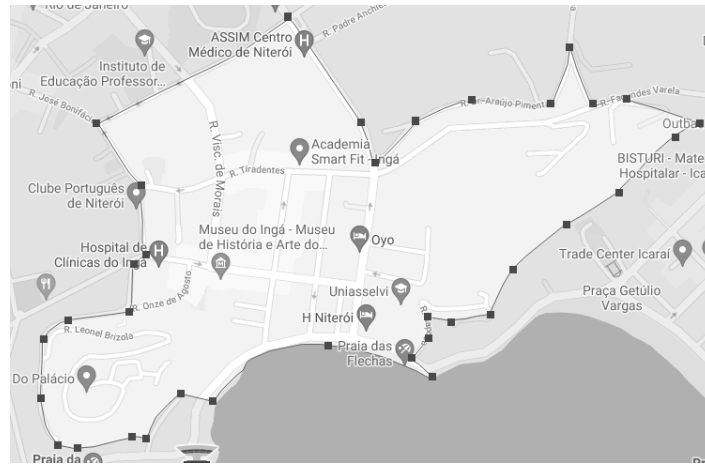 Rio de Janeiro
ASSIM Centro
Médico de Niterói
R. Padre Anchie
Instituto de
Educação Professor...
R. José Bonifáci
R. Dr. Araújo Piment
R. Fagundes Varela
Outba
R. Visc. de Morais
Academia
Smart Fit - Ingá
R. Tiradentes
BISTURI - Mate
Hospitalar - Ica
Clube Português
de Niterói
Museu do Ingá - Museu
de História e Arte do...
Oyo
Hospital de
Clínicas do Ingá
Trade Center Icaraí
R. Onze de Agosto
Uniasselvi
Praça Getúlio
Vargas
H Niterói
R. Leonel Brizola
Praia das
Flechas
Do Palácio
Praia da